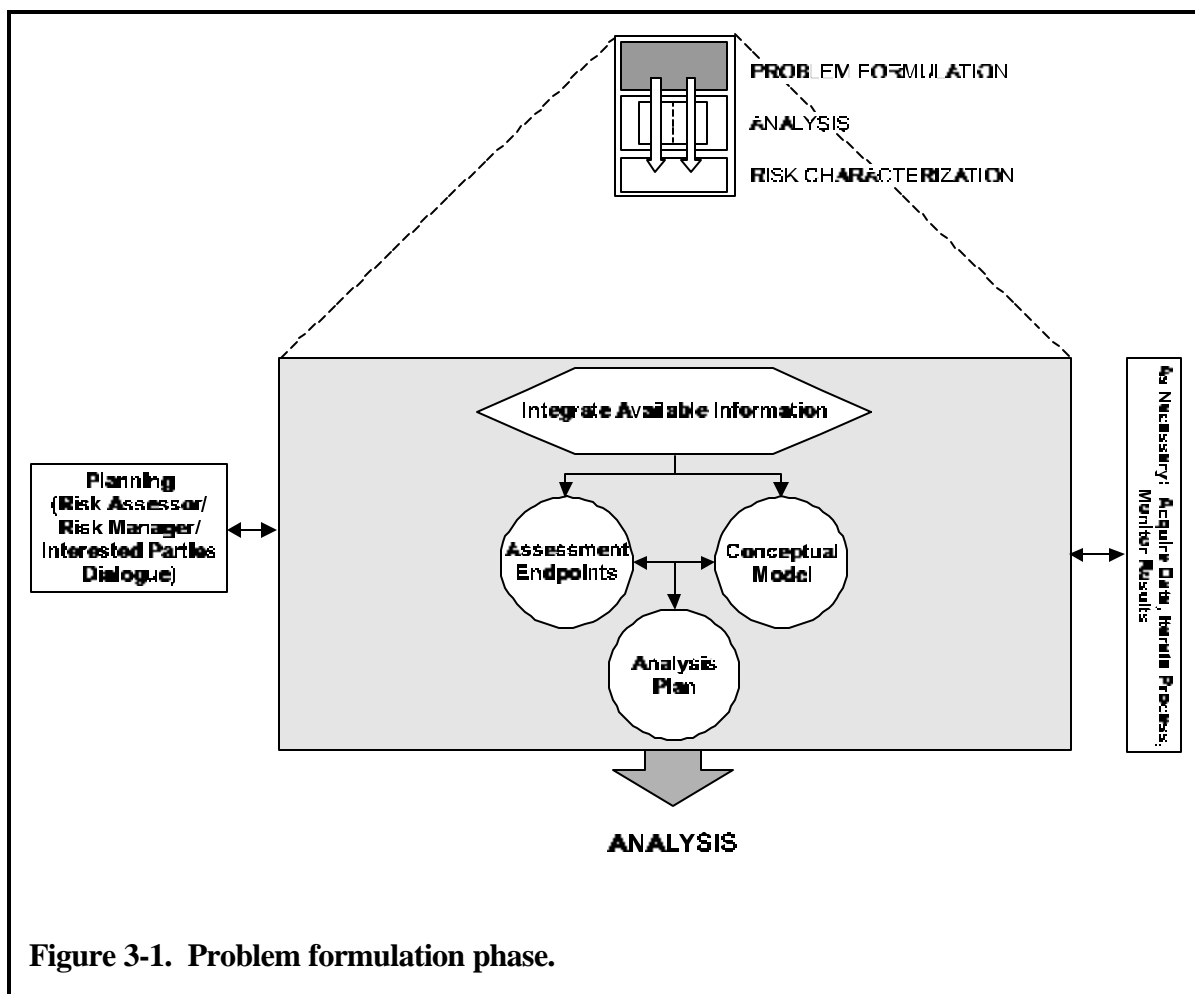 PROBLEM FORMULATION
ANALYSIS
RISK CHARACTERIZATION
Integrate Available Information
Planning
(Risk Assessor/
Risk Manager/
Interested Parties
Dialogue)
Assessment
Endpoints
Conceptual
Model
Analysis
Plan
As Necessary: Acquire Data, Iterate Process,
Monitor Results
ANALYSIS
Figure 3-1. Problem formulation phase.